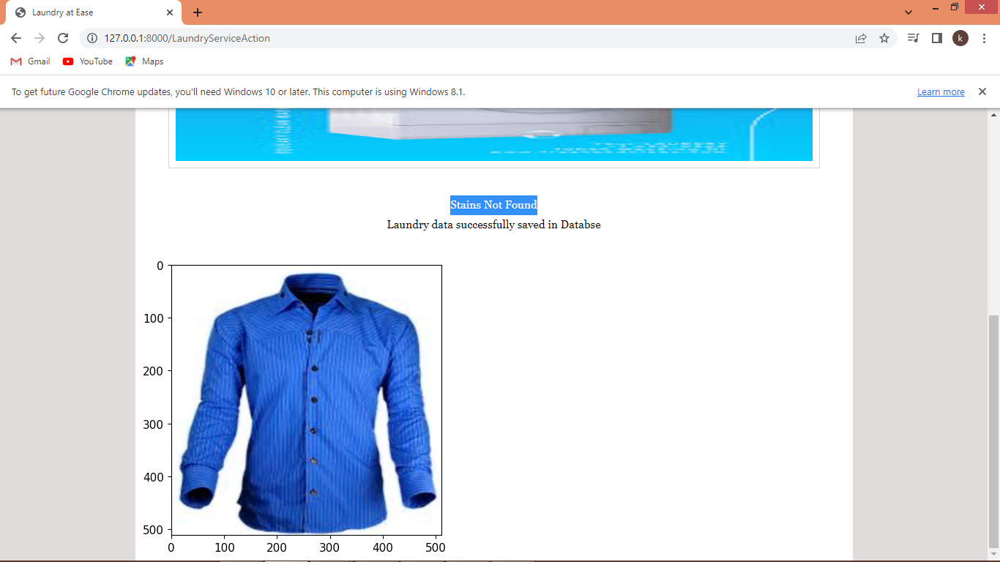 Laundry at Ease
127.0.0.1:8000/LaundryServiceAction
k
Gmail
YouTube
Maps
To get future Google Chrome updates, you'll need Windows 10 or later. This computer is using Windows 8.1.
Learn more
Stains Not Found
Laundry data successfully saved in Databse
0
100
200
300
400
500
0 100 200 300 400 500